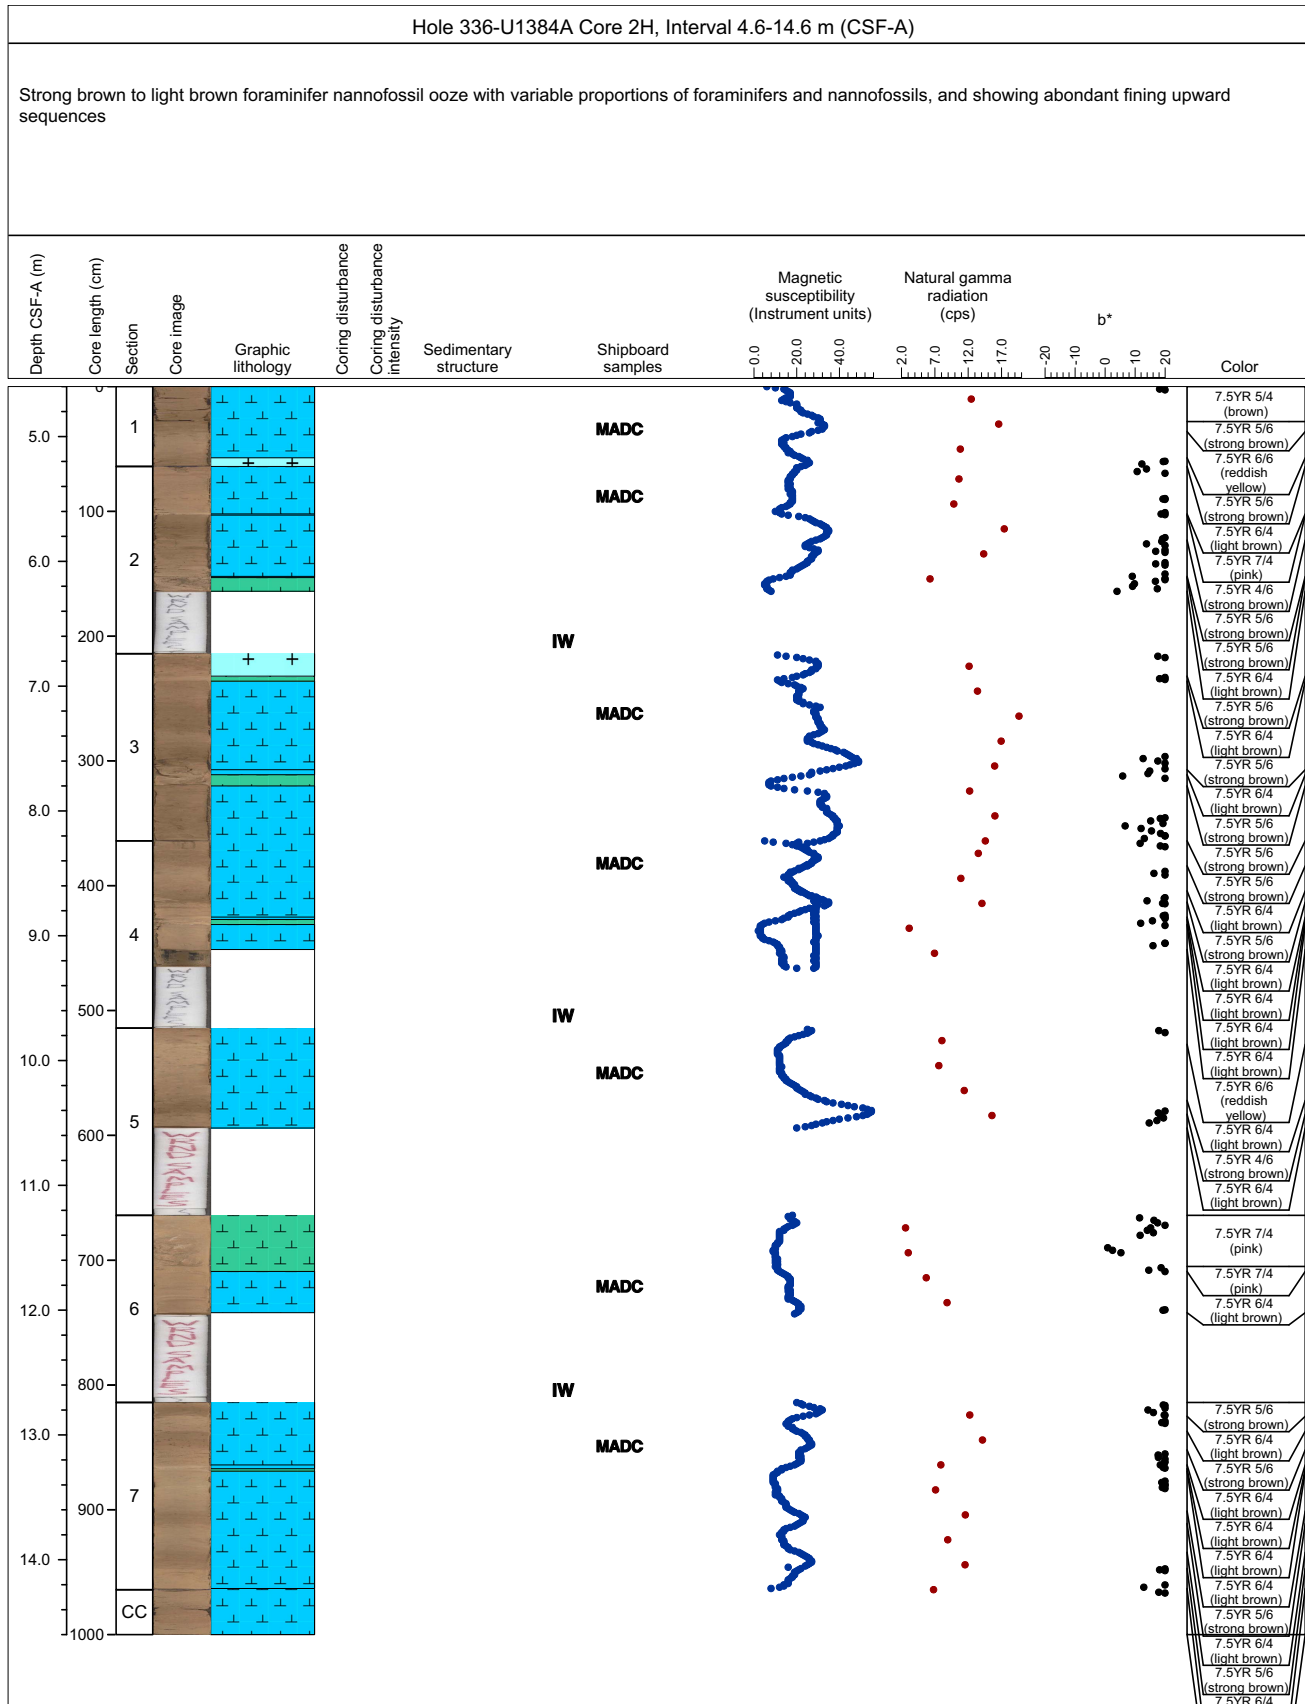 Hole 336-U1384A Core 2H, Interval 4.6-14.6 m (CSF-A)
Strong brown to light brown foraminifer nannofossil ooze with variable proportions of foraminifers and nannofossils, and showing abondant fining upward
sequences
Depth CSF-A (m)
Core length (cm)
Section
Core image
Graphic
lithology
Coring disturbance
Coring disturbance
intensity
Sedimentary
structure
Shipboard
samples
Magnetic
susceptibility
(Instrument units)
0.0
20.0
40.0
Natural gamma
radiation
(cps)
2.0
7.0
12.0
17.0
b*
-20
-10
0
10
20
Color
5.0
6.0
7.0
8.0
9.0
10.0
11.0
12.0
13.0
14.0
0
100
200
300
400
500
600
700
800
900
1000
1
2
3
4
5
6
7
CC
MADC
MADC
IW
MADC
MADC
IW
MADC
MADC
IW
MADC
7.5YR 5/4
(brown)
7.5YR 5/6
(strong brown)
7.5YR 6/6
(reddish
yellow)
7.5YR 5/6
(strong brown)
7.5YR 6/4
(light brown)
7.5YR 7/4
(pink)
7.5YR 4/6
(strong brown)
7.5YR 5/6
(strong brown)
7.5YR 5/6
(strong brown)
7.5YR 6/4
(light brown)
7.5YR 5/6
(strong brown)
7.5YR 6/4
(light brown)
7.5YR 5/6
(strong brown)
7.5YR 6/4
(light brown)
7.5YR 5/6
(strong brown)
7.5YR 5/6
(strong brown)
7.5YR 5/6
(strong brown)
7.5YR 6/4
(light brown)
7.5YR 5/6
(strong brown)
7.5YR 6/4
(light brown)
7.5YR 6/4
(light brown)
7.5YR 6/4
(light brown)
7.5YR 6/4
(light brown)
7.5YR 6/6
(reddish
yellow)
7.5YR 6/4
(light brown)
7.5YR 4/6
(strong brown)
7.5YR 6/4
(light brown)
7.5YR 7/4
(pink)
7.5YR 7/4
(pink)
7.5YR 6/4
(light brown)
7.5YR 5/6
(strong brown)
7.5YR 6/4
(light brown)
7.5YR 5/6
(strong brown)
7.5YR 6/4
(light brown)
7.5YR 6/4
(light brown)
7.5YR 6/4
(light brown)
7.5YR 6/4
(light brown)
7.5YR 5/6
(strong brown)
7.5YR 6/4
(light brown)
7.5YR 5/6
(strong brown)
7.5YR 6/4